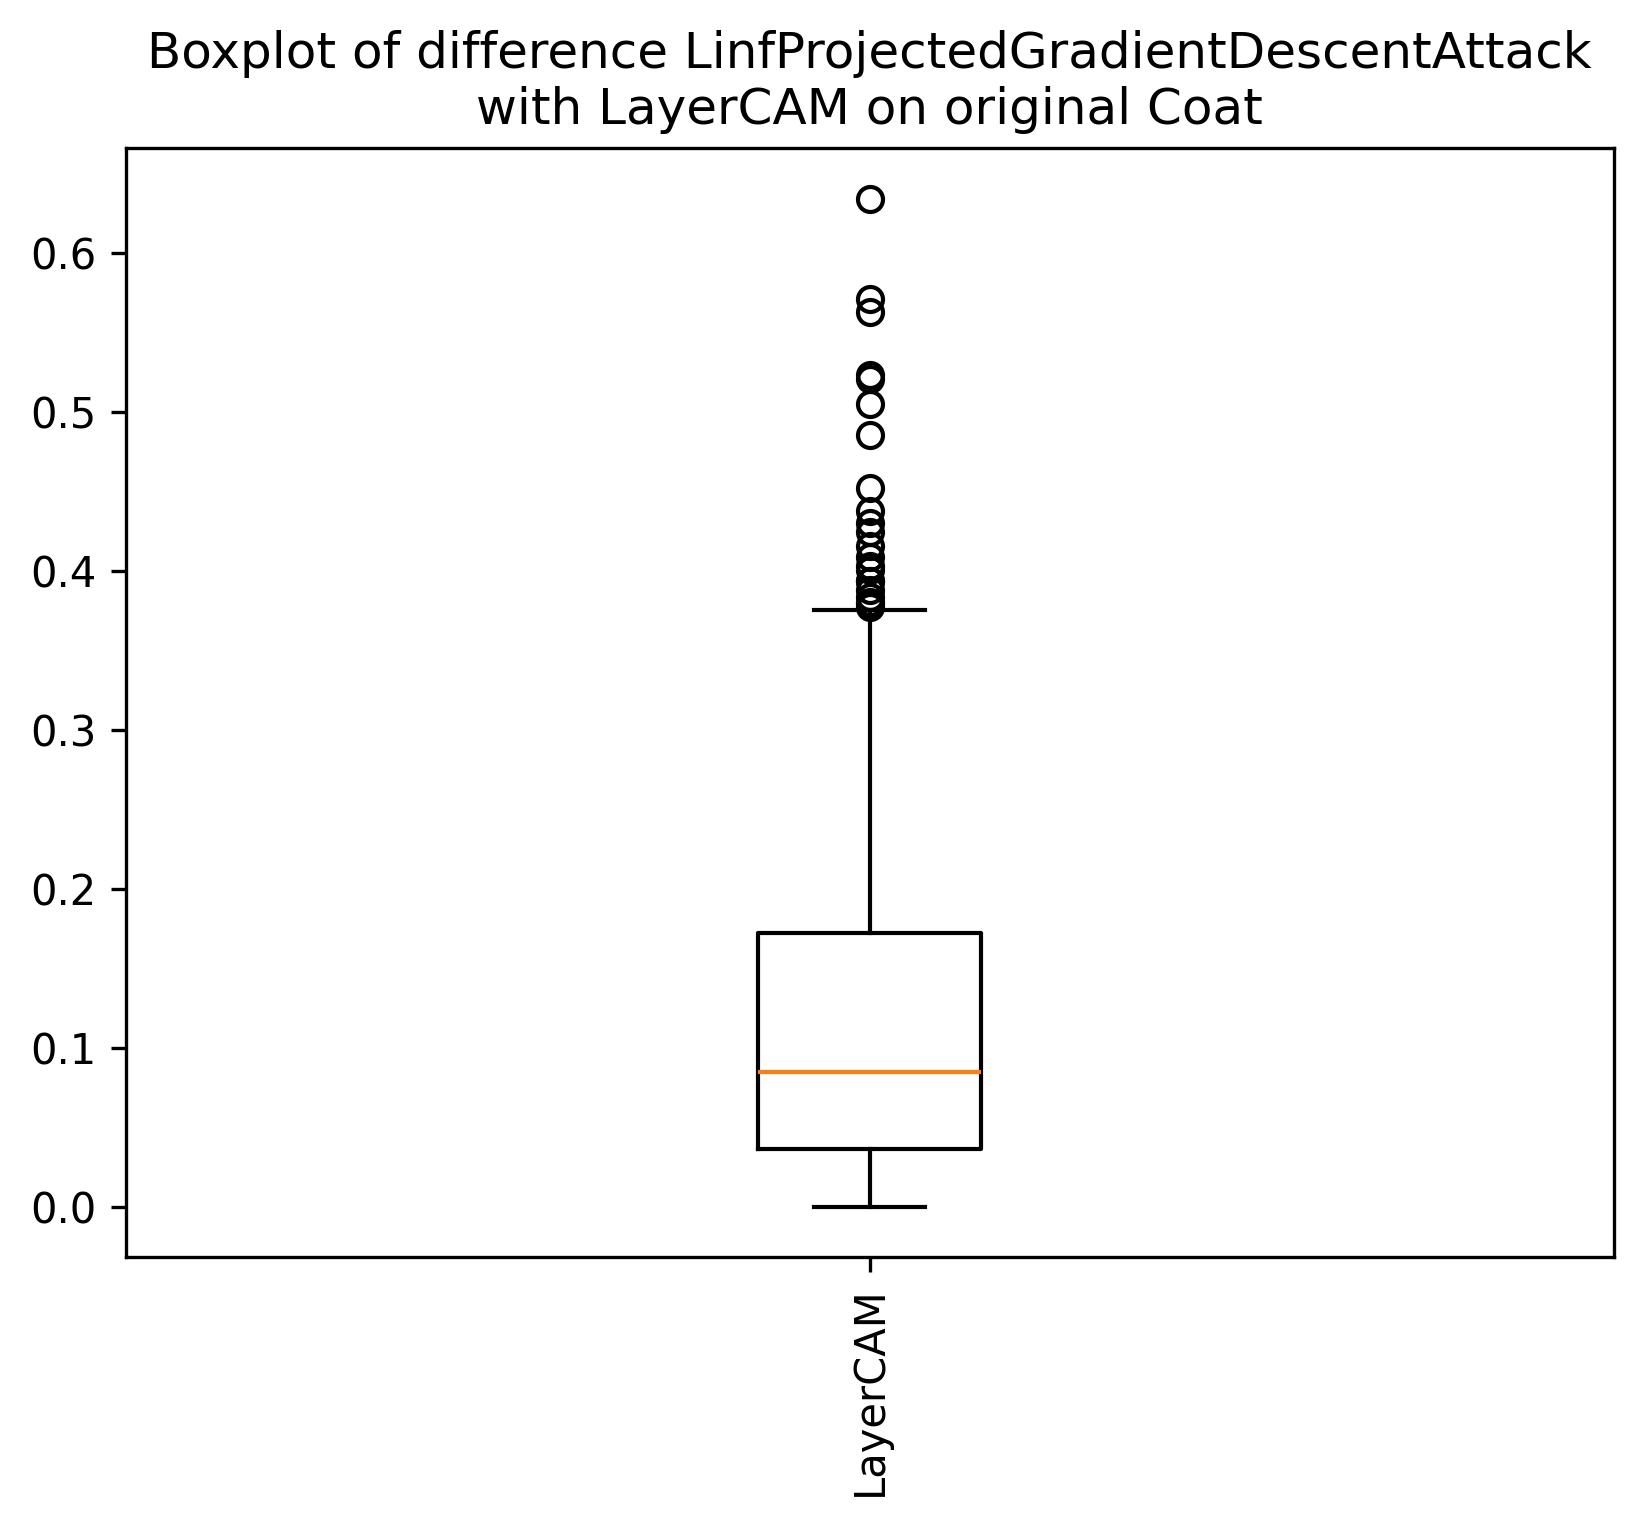 Boxplot of difference LinfProjectedGradientDescentAttack
with LayerCAM on original Coat
0.6
0.5
0.4
0.3
0.2
0.1
0.0
LayerCAM